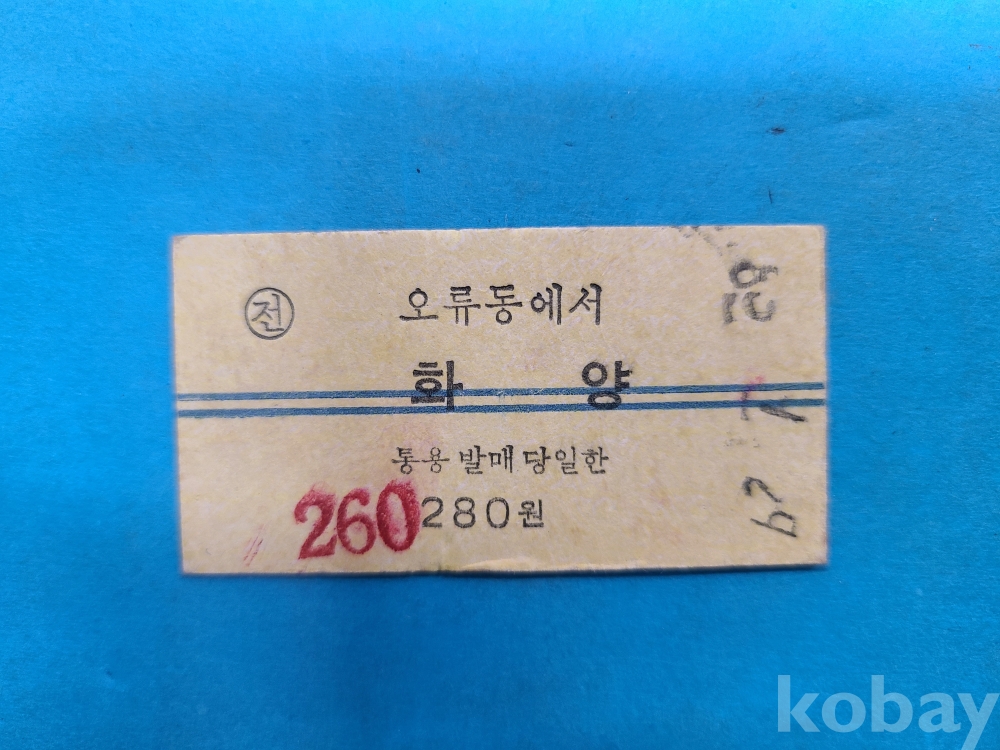 전
오류동에서
화 양
통용 발매 당일한
260 280원
kobay